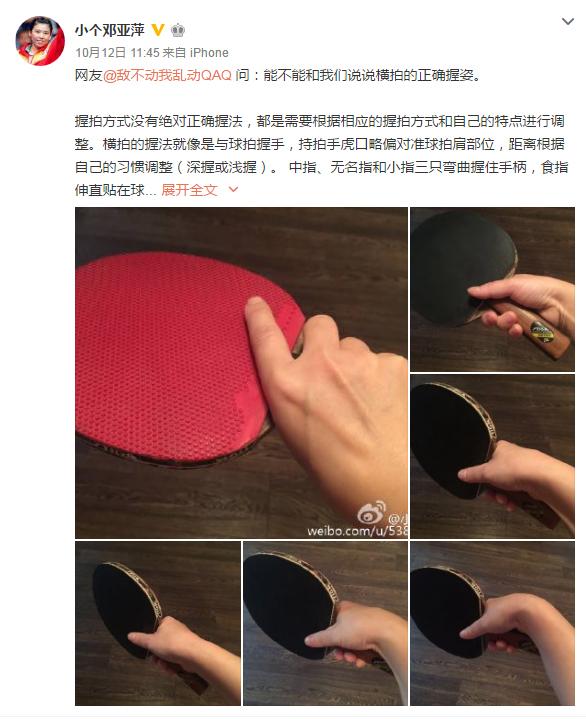 小个邓亚萍
10月12日 11:45 来自 iPhone
网友@敌不动我乱动QAQ 问：能不能和我们说说横拍的正确握姿。
握拍方式没有绝对正确握法，都是需要根据相应的握拍方式和自己的特点进行调
整。横拍的握法就像是与球拍握手，持拍手虎口略偏对准球拍肩部位，距离根据
自己的习惯调整（深握或浅握）。 中指、无名指和小指三只弯曲握住手柄，食指
伸直贴在球... 展开全文
weibo.com/u/538